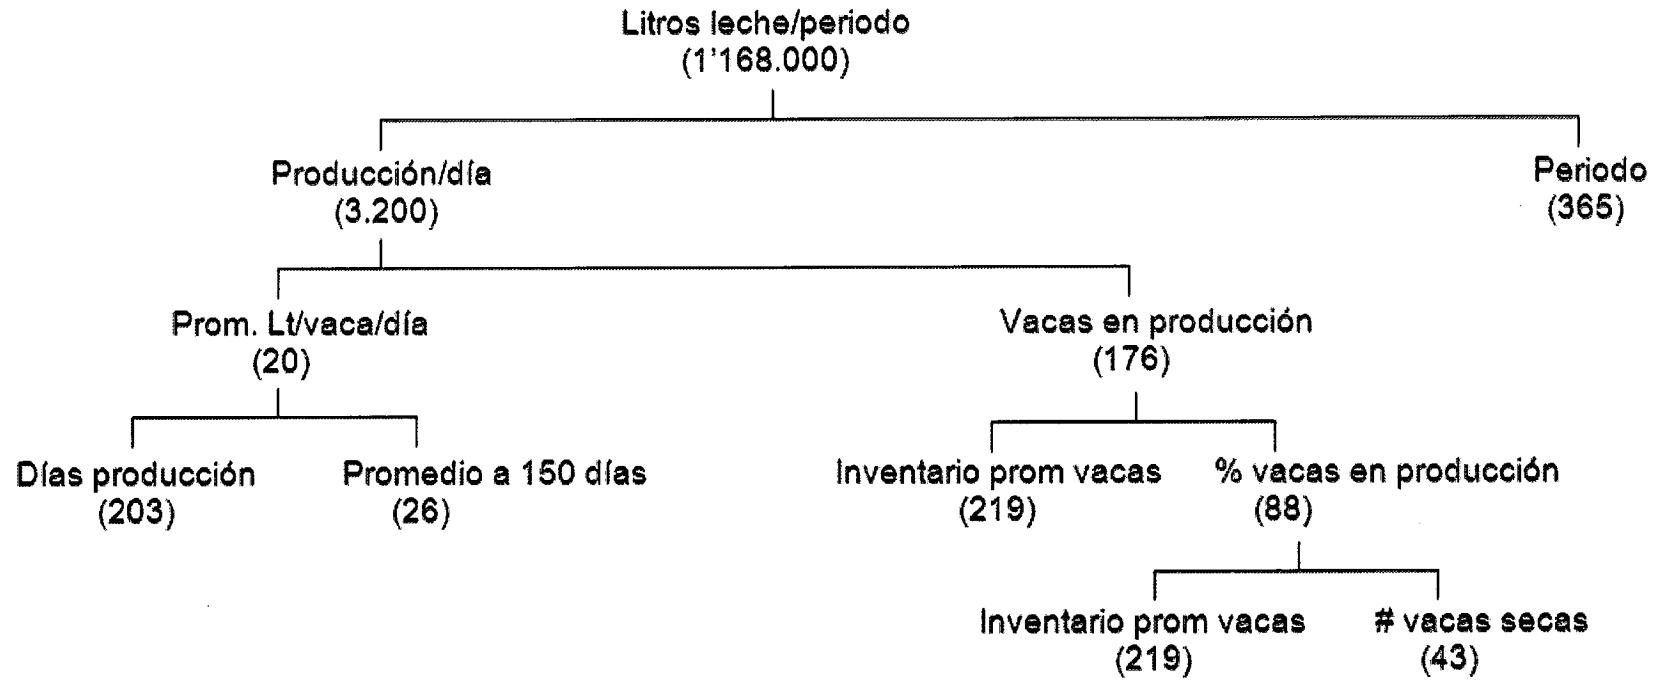 Litros leche/periodo
(1'168.000)
Producción/día
(3.200)
Periodo
(365)
Prom. Lt/vaca/día
(20)
Vacas en producción
(176)
Días producción
(203)
Promedio a 150 días
(26)
Inventario prom vacas
(219)
% vacas en producción
(88)
Inventario prom vacas
(219)
# vacas secas
(43)